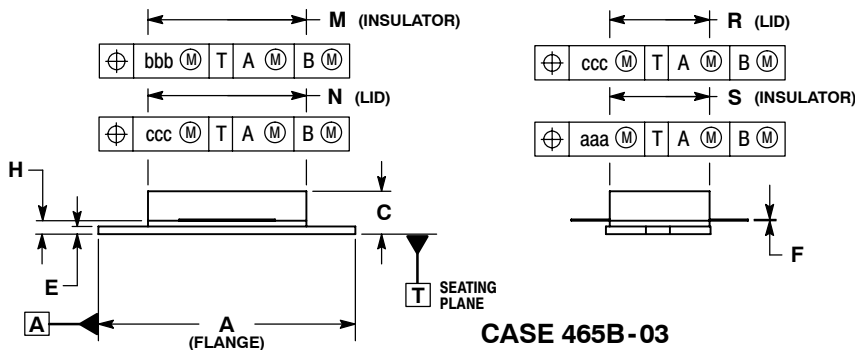 M (INSULATOR)
R (LID)
⌖ bbb Ⓜ T A Ⓜ B Ⓜ
⌖ ccc Ⓜ T A Ⓜ B Ⓜ
N (LID)
S (INSULATOR)
⌖ ccc Ⓜ T A Ⓜ B Ⓜ
⌖ aaa Ⓜ T A Ⓜ B Ⓜ
H
C
E
F
T SEATING
PLANE
A
A
(FLANGE)
CASE 465B-03